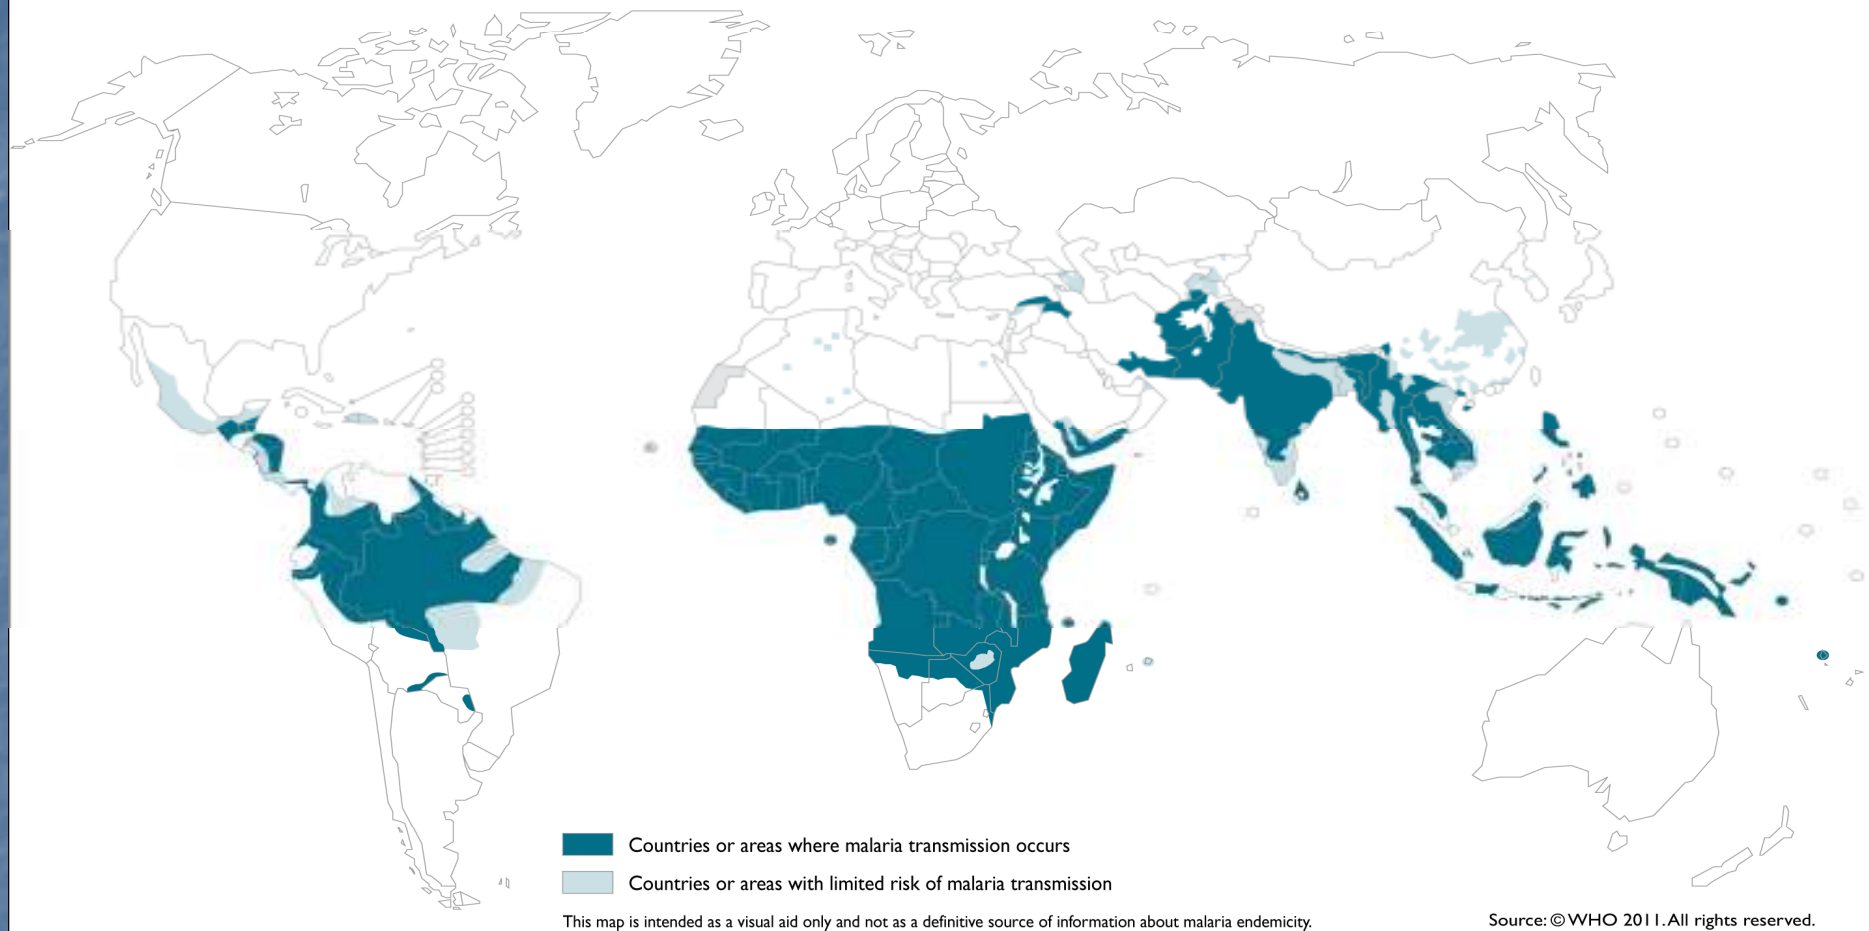 Countries or areas where malaria transmission occurs
Countries or areas with limited risk of malaria transmission
This map is intended as a visual aid only and not as a definitive source of information about malaria endemicity.
Source: © WHO 2011. All rights reserved.